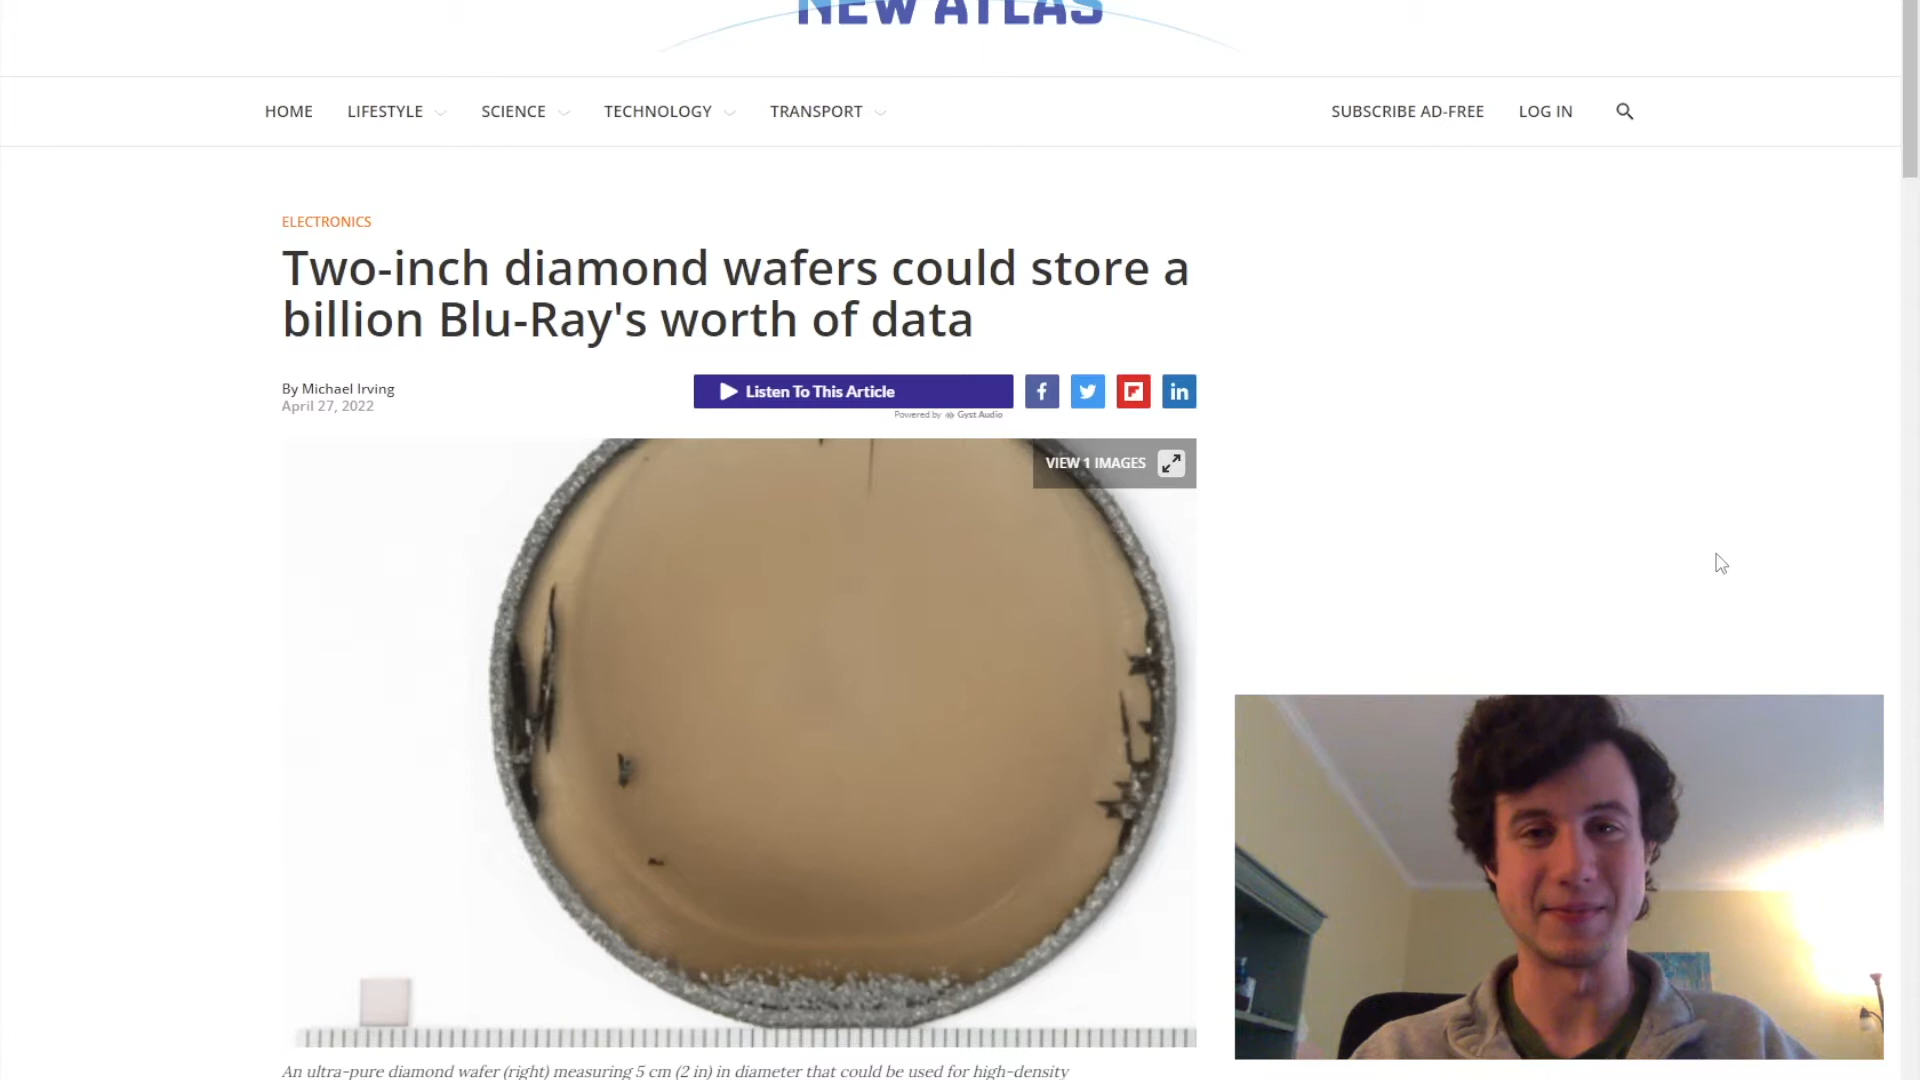 NEW ATLAS
HOME LIFESTYLE SCIENCE TECHNOLOGY TRANSPORT SUBSCRIBE AD-FREE LOG IN
ELECTRONICS
Two-inch diamond wafers could store a
billion Blu-Ray's worth of data
By Michael Irving
April 27, 2022
Listen To This Article
Powered by Gyst Audio
VIEW 1 IMAGES
An ultra-pure diamond wafer (right) measuring 5 cm (2 in) in diameter that could be used for high-density